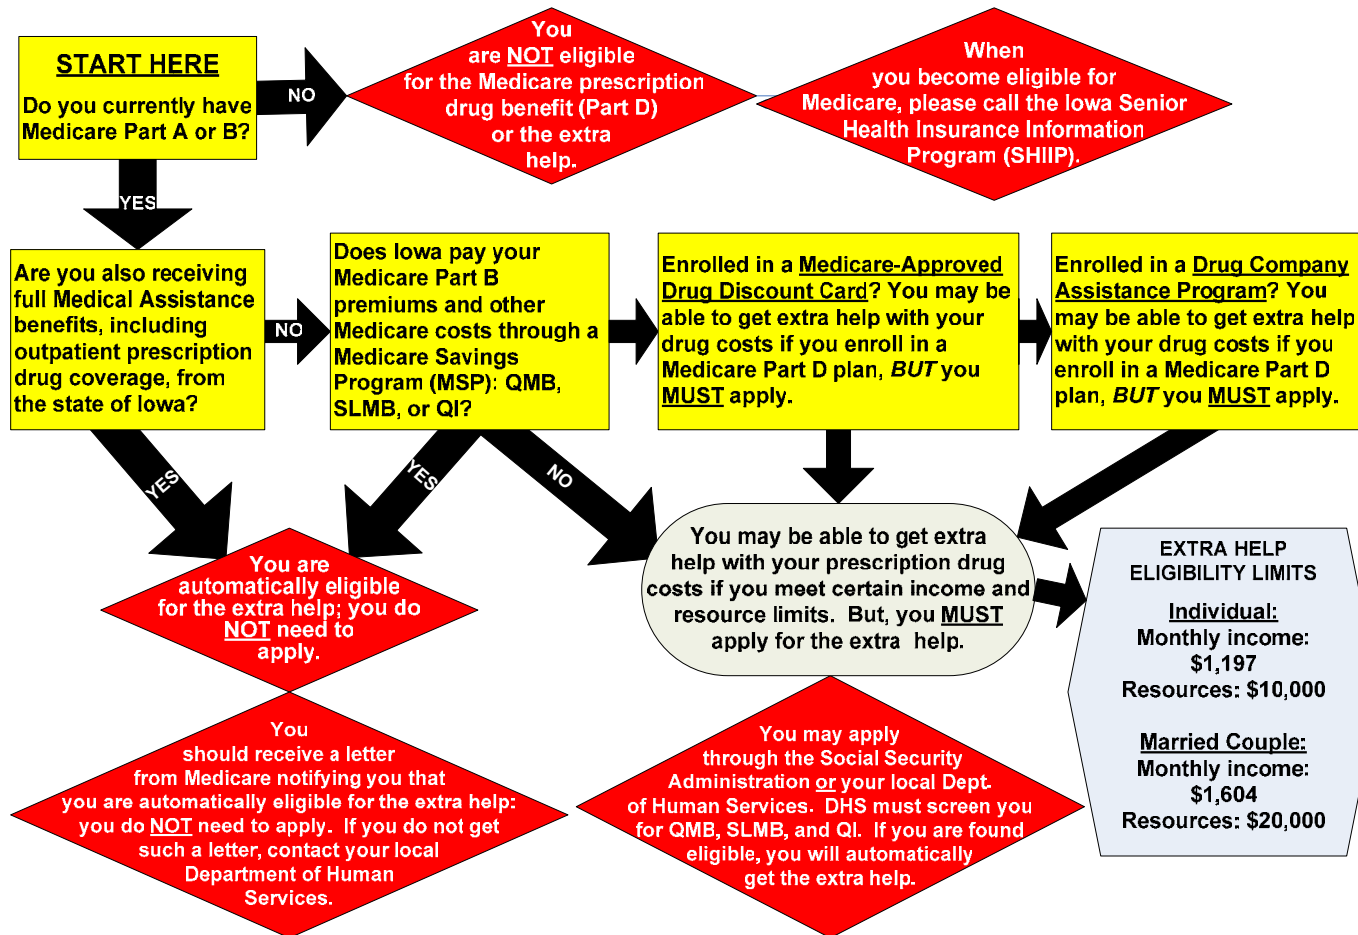 START HERE
Do you currently have
Medicare Part A or B?
NO
You
are NOT eligible
for the Medicare prescription
drug benefit (Part D)
or the extra
help.
When
you become eligible for
Medicare, please call the Iowa Senior
Health Insurance Information
Program (SHIIP).
YES
Are you also receiving
full Medical Assistance
benefits, including
outpatient prescription
drug coverage, from
the state of Iowa?
NO
Does Iowa pay your
Medicare Part B
premiums and other
Medicare costs through a
Medicare Savings
Program (MSP): QMB,
SLMB, or QI?
Enrolled in a Medicare-Approved
Drug Discount Card? You may be
able to get extra help with your
drug costs if you enroll in a
Medicare Part D plan, BUT you
MUST apply.
Enrolled in a Drug Company
Assistance Program? You
may be able to get extra help
with your drug costs if you
enroll in a Medicare Part D
plan, BUT you MUST apply.
YES
YES
NO
You are
automatically eligible
for the extra help; you do
NOT need to
apply.
You may be able to get extra
help with your prescription drug
costs if you meet certain income and
resource limits.  But, you MUST
apply for the extra  help.
EXTRA HELP
ELIGIBILITY LIMITS
Individual:
Monthly income:
$1,197
Resources: $10,000
Married Couple:
Monthly income:
$1,604
Resources: $20,000
You
should receive a letter
from Medicare notifying you that
you are automatically eligible for the extra help:
you do NOT need to apply.  If you do not get
such a letter, contact your local
Department of Human
Services.
You may apply
through the Social Security
Administration or your local Dept.
of Human Services.  DHS must screen you
for QMB, SLMB, and QI.  If you are found
eligible, you will automatically
get the extra help.